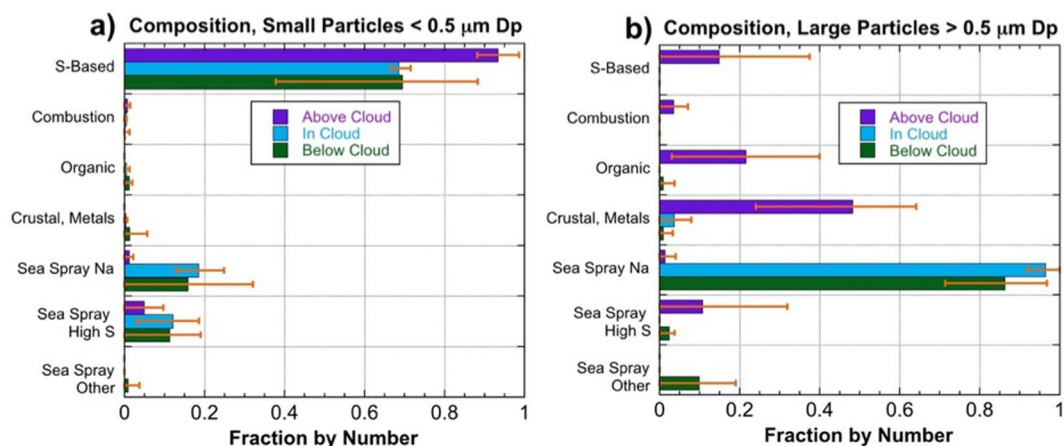 a) Composition, Small Particles < 0.5 μm Dp
S-Based
Combustion
Organic
Crustal, Metals
Sea Spray Na
Sea Spray
High S
Sea Spray
Other
Above Cloud
In Cloud
Below Cloud
0 0.2 0.4 0.6 0.8 1
Fraction by Number
b) Composition, Large Particles > 0.5 μm Dp
S-Based
Combustion
Organic
Crustal, Metals
Sea Spray Na
Sea Spray
High S
Sea Spray
Other
Above Cloud
In Cloud
Below Cloud
0 0.2 0.4 0.6 0.8 1
Fraction by Number